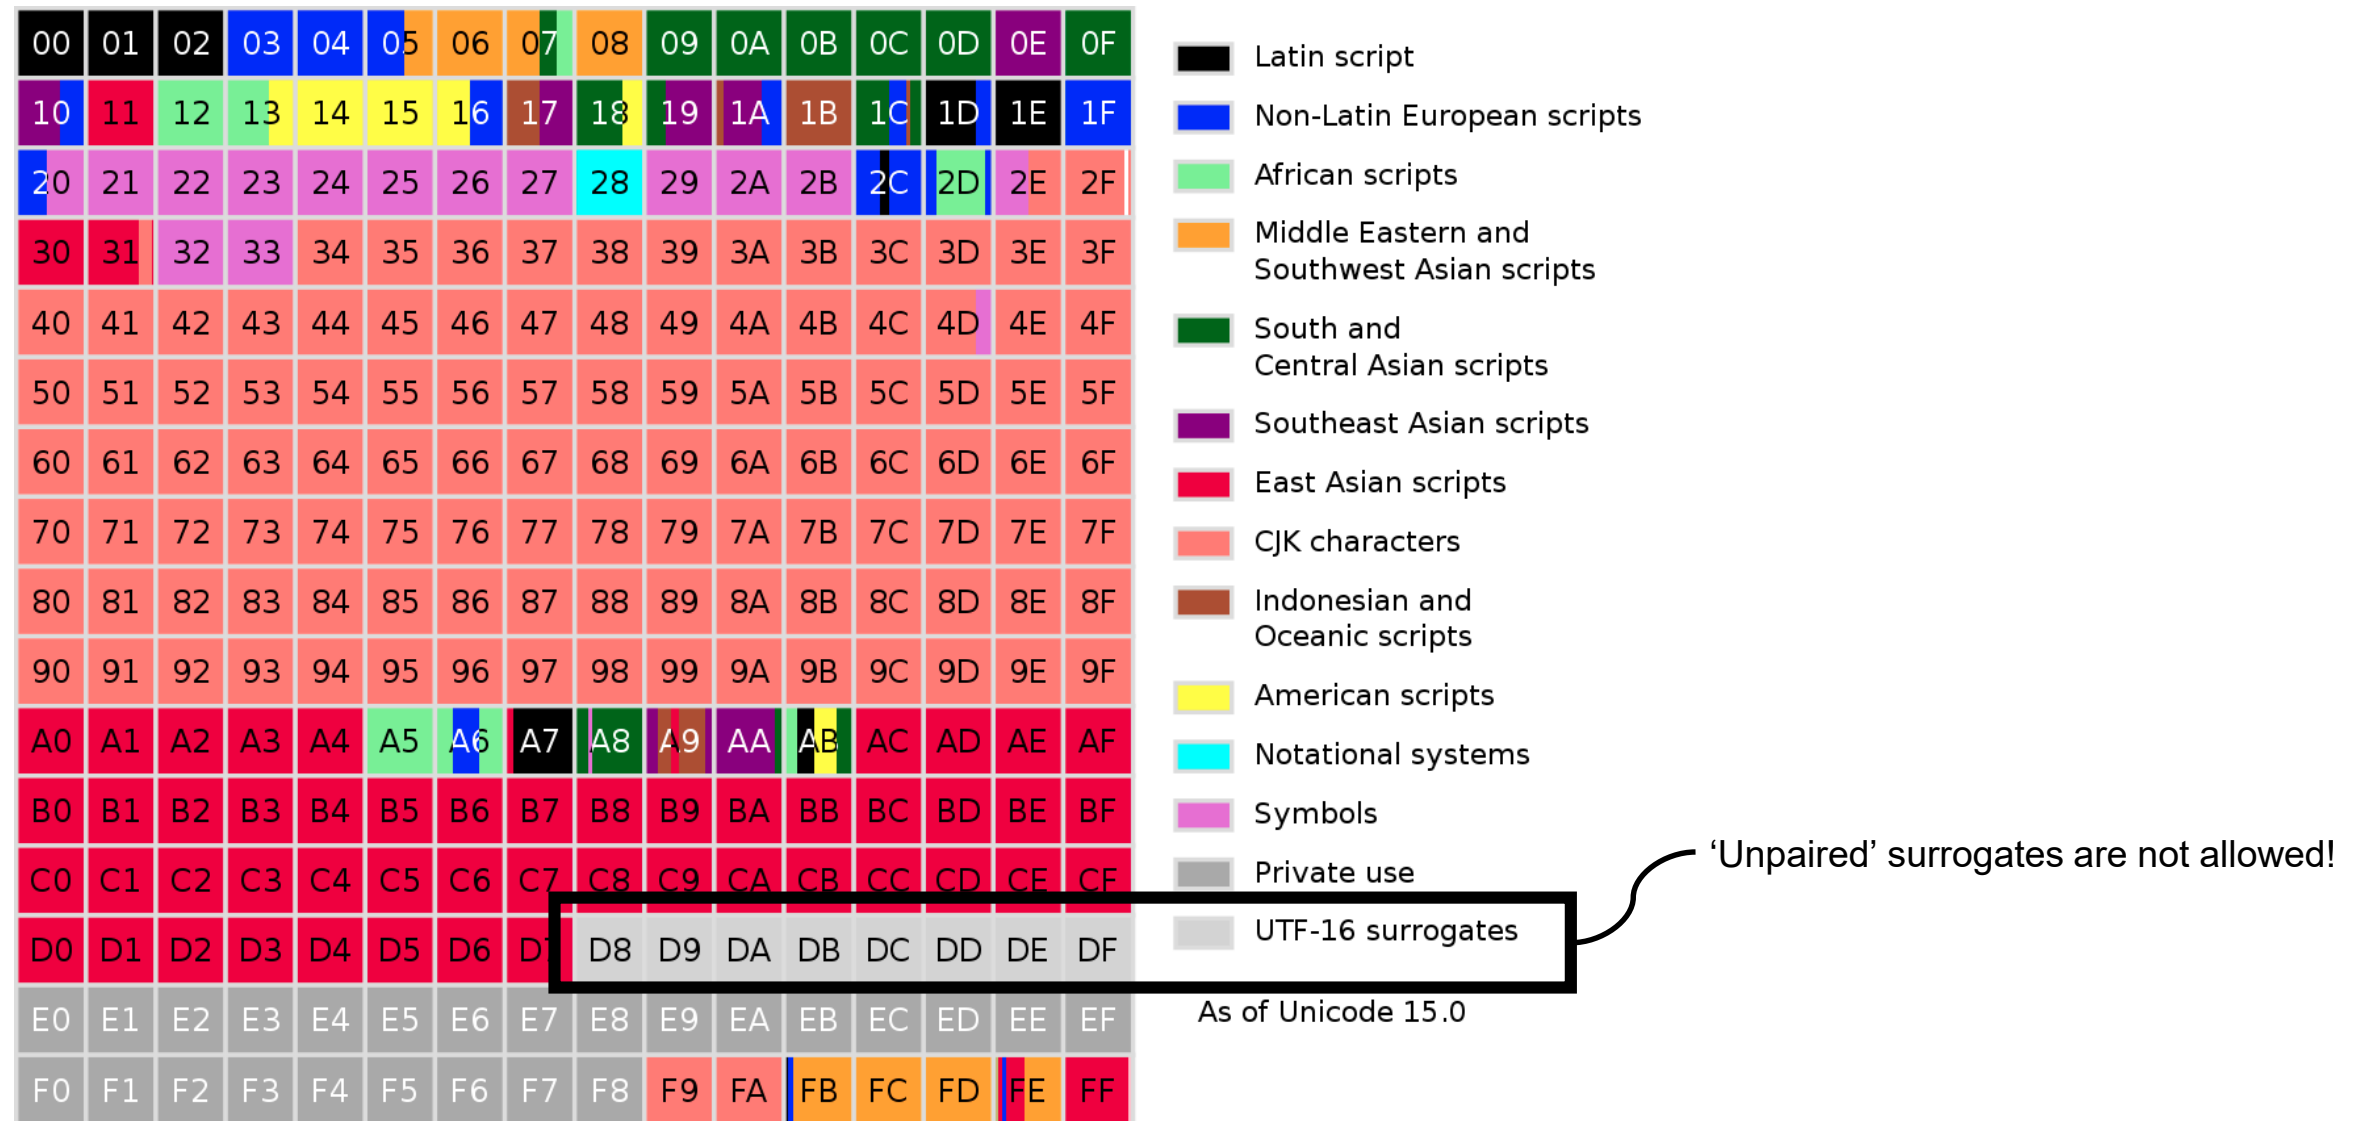 00 01 02 03 04 05 06 07 08 09 0A 0B 0C 0D 0E 0F
10 11 12 13 14 15 16 17 18 19 1A 1B 1C 1D 1E 1F
20 21 22 23 24 25 26 27 28 29 2A 2B 2C 2D 2E 2F
30 31 32 33 34 35 36 37 38 39 3A 3B 3C 3D 3E 3F
40 41 42 43 44 45 46 47 48 49 4A 4B 4C 4D 4E 4F
50 51 52 53 54 55 56 57 58 59 5A 5B 5C 5D 5E 5F
60 61 62 63 64 65 66 67 68 69 6A 6B 6C 6D 6E 6F
70 71 72 73 74 75 76 77 78 79 7A 7B 7C 7D 7E 7F
80 81 82 83 84 85 86 87 88 89 8A 8B 8C 8D 8E 8F
90 91 92 93 94 95 96 97 98 99 9A 9B 9C 9D 9E 9F
A0 A1 A2 A3 A4 A5 A6 A7 A8 A9 AA AB AC AD AE AF
B0 B1 B2 B3 B4 B5 B6 B7 B8 B9 BA BB BC BD BE BF
C0 C1 C2 C3 C4 C5 C6 C7 C8 C9 CA CB CC CD CE CF
D0 D1 D2 D3 D4 D5 D6 D7 D8 D9 DA DB DC DD DE DF
E0 E1 E2 E3 E4 E5 E6 E7 E8 E9 EA EB EC ED EE EF
F0 F1 F2 F3 F4 F5 F6 F7 F8 F9 FA FB FC FD FE FF
Latin script
Non-Latin European scripts
African scripts
Middle Eastern and
Southwest Asian scripts
South and
Central Asian scripts
Southeast Asian scripts
East Asian scripts
CJK characters
Indonesian and
Oceanic scripts
American scripts
Notational systems
Symbols
Private use
UTF-16 surrogates
As of Unicode 15.0
‘Unpaired’ surrogates are not allowed!